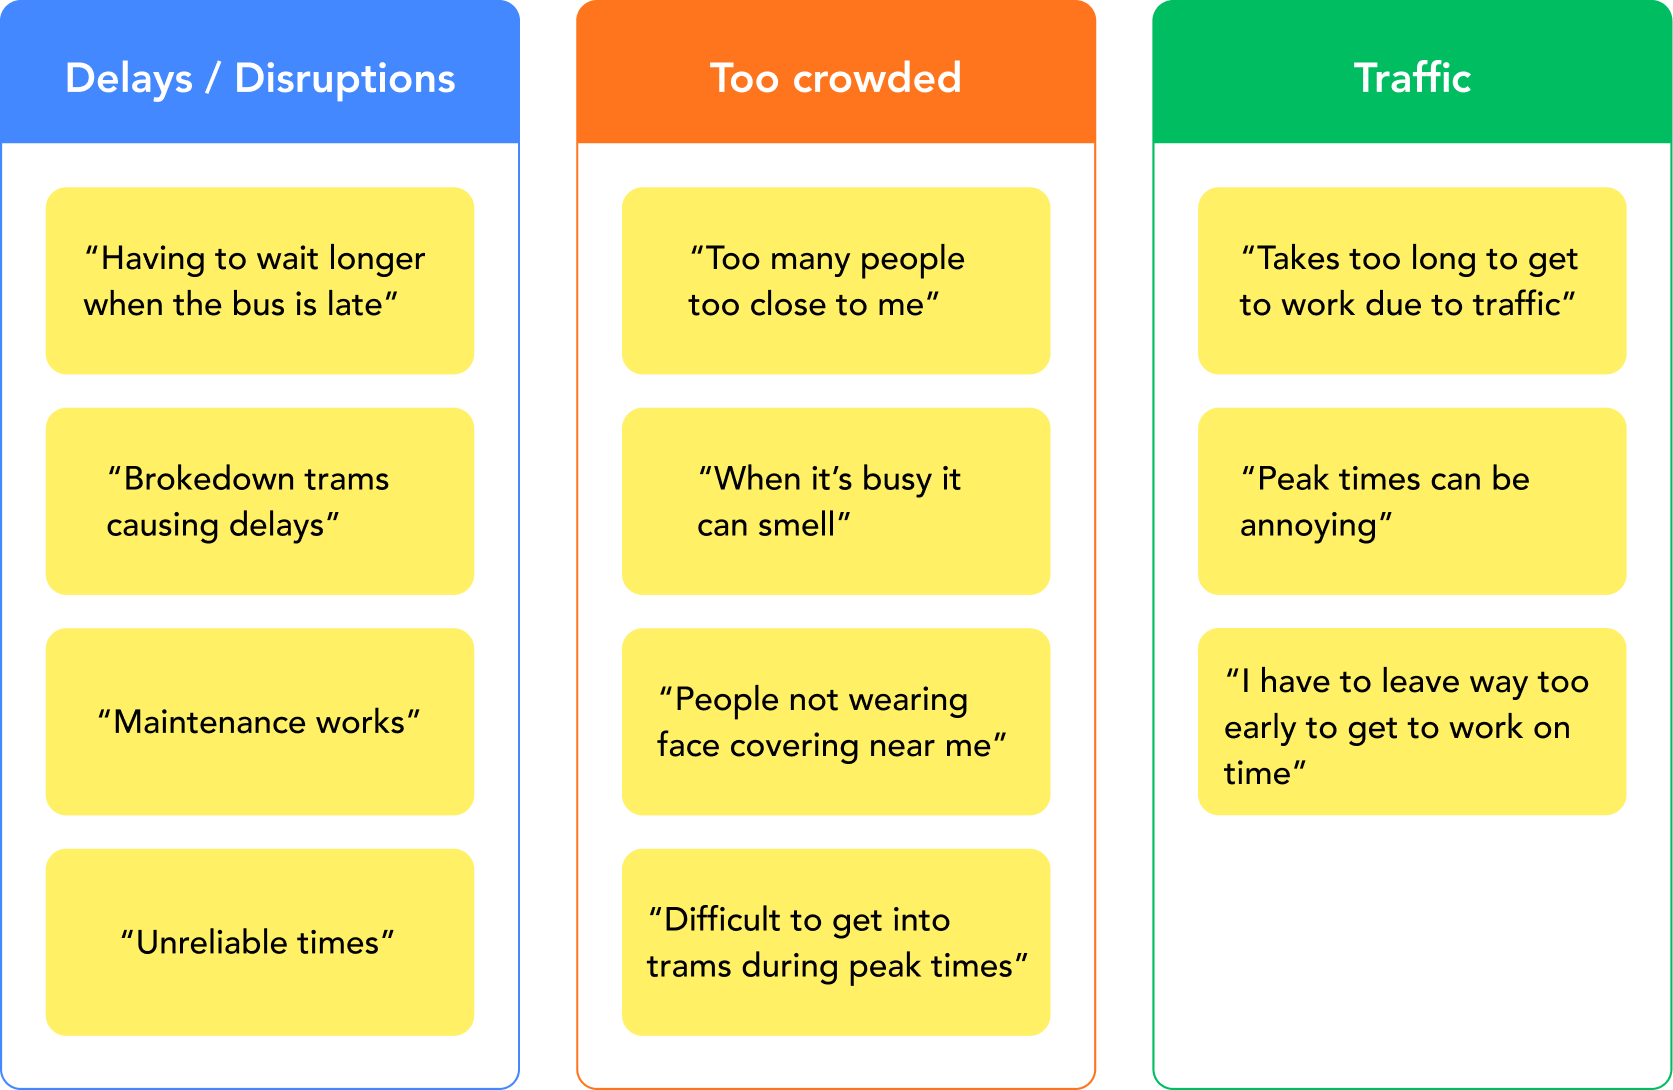 Delays / Disruptions
“Having to wait longer
when the bus is late”
“Brokedown trams
causing delays”
“Maintenance works”
“Unreliable times”
Too crowded
“Too many people
too close to me”
“When it’s busy it
can smell”
“People not wearing
face covering near me”
“Difficult to get into
trams during peak times”
Traffic
“Takes too long to get
to work due to traffic”
“Peak times can be
annoying”
“I have to leave way too
early to get to work on
time”